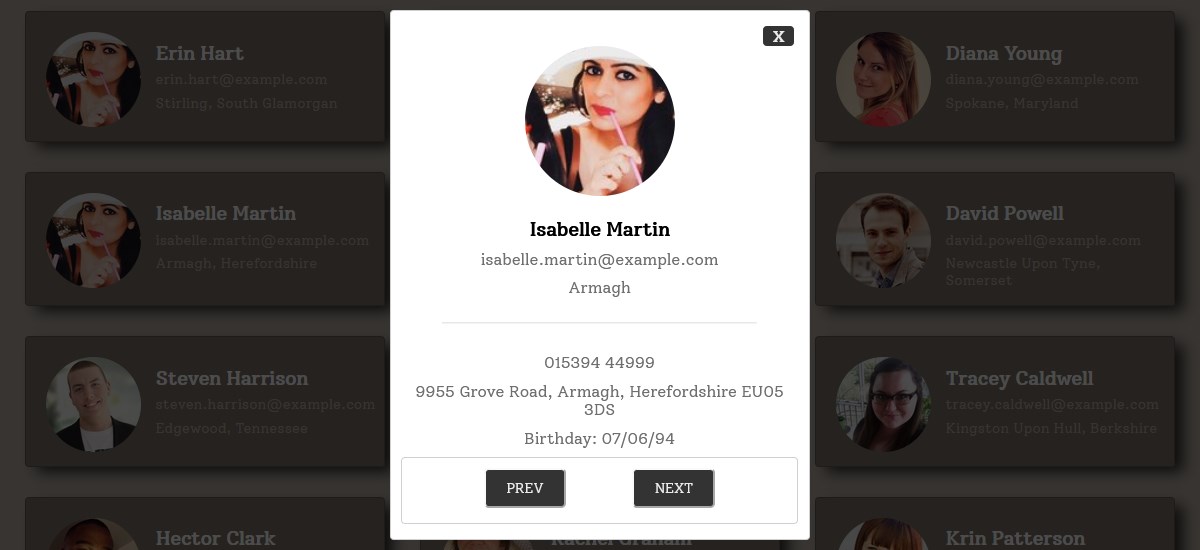 Erin Hart
erin.hart@example.com
Stirling, South Glamorgan
Isabelle Martin
isabelle.martin@example.com
Armagh, Herefordshire
Steven Harrison
steven.harrison@example.com
Edgewood, Tennessee
Hector Clark
X
Isabelle Martin
isabelle.martin@example.com
Armagh
015394 44999
9955 Grove Road, Armagh, Herefordshire EU05
3DS
Birthday: 07/06/94
PREV
NEXT
Rachel Graham
Diana Young
diana.young@example.com
Spokane, Maryland
David Powell
david.powell@example.com
Newcastle Upon Tyne,
Somerset
Tracey Caldwell
tracey.caldwell@example.com
Kingston Upon Hull, Berkshire
Krin Patterson